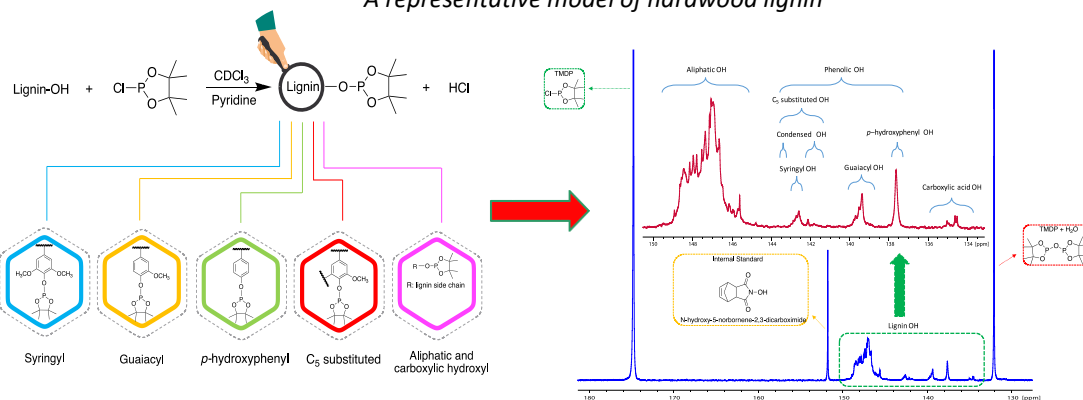 A representative model of hardwood lignin
Lignin-OH + Cl P O O CDCl3 Pyridine Lignin O P O O + HCl
H3CO OCH3 O P O O
OCH3 O P O O
O P O O
OCH3 O P O O
R O P O O
R: lignin side chain
Syringyl
Guaiacyl
p-hydroxyphenyl
C5 substituted
Aliphatic and
carboxylic hydroxyl
TMDP
Cl P O O
Aliphatic OH
Phenolic OH
C5 substituted OH
Condensed OH
Syringyl OH
Guaiacyl OH
p-hydroxyphenyl OH
Carboxylic acid OH
150 148 146 144 142 140 138 136 134 [ppm]
TMDP + H2O
O P O P O O O
Internal Standard
O N OH O
N-hydroxy-5-norbornene-2,3-dicarboximide
Lignin OH
180 170 160 150 140 130 [ppm]